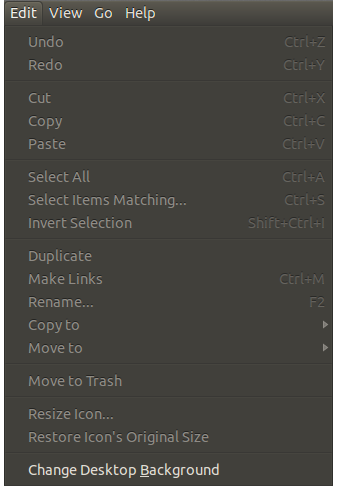 Edit View Go Help
Undo Ctrl+Z
Redo Ctrl+Y
Cut Ctrl+X
Copy Ctrl+C
Paste Ctrl+V
Select All Ctrl+A
Select Items Matching... Ctrl+S
Invert Selection Shift+Ctrl+I
Duplicate
Make Links Ctrl+M
Rename... F2
Copy to
Move to
Move to Trash
Resize Icon...
Restore Icon's Original Size
Change Desktop Background